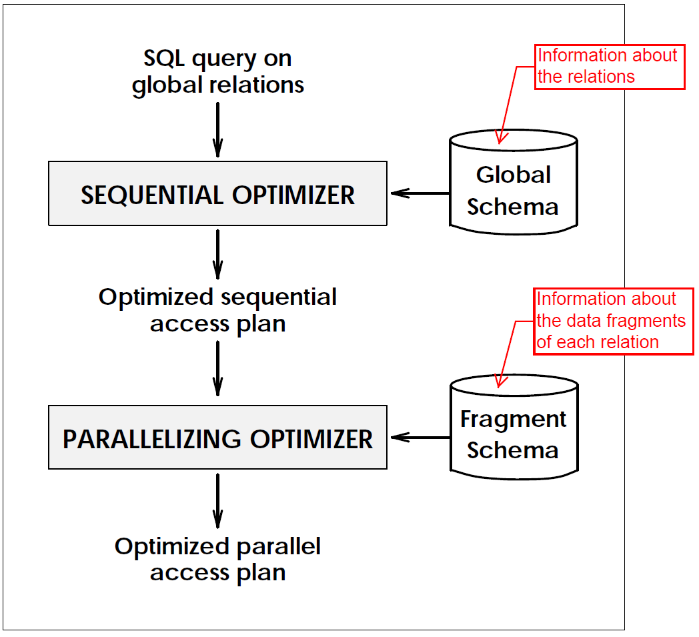 SQL query on
global relations
Information about
the relations
Global
Schema
SEQUENTIAL OPTIMIZER
Optimized sequential
access plan
Information about
the data fragments
of each relation
Fragment
Schema
PARALLELIZING OPTIMIZER
Optimized parallel
access plan